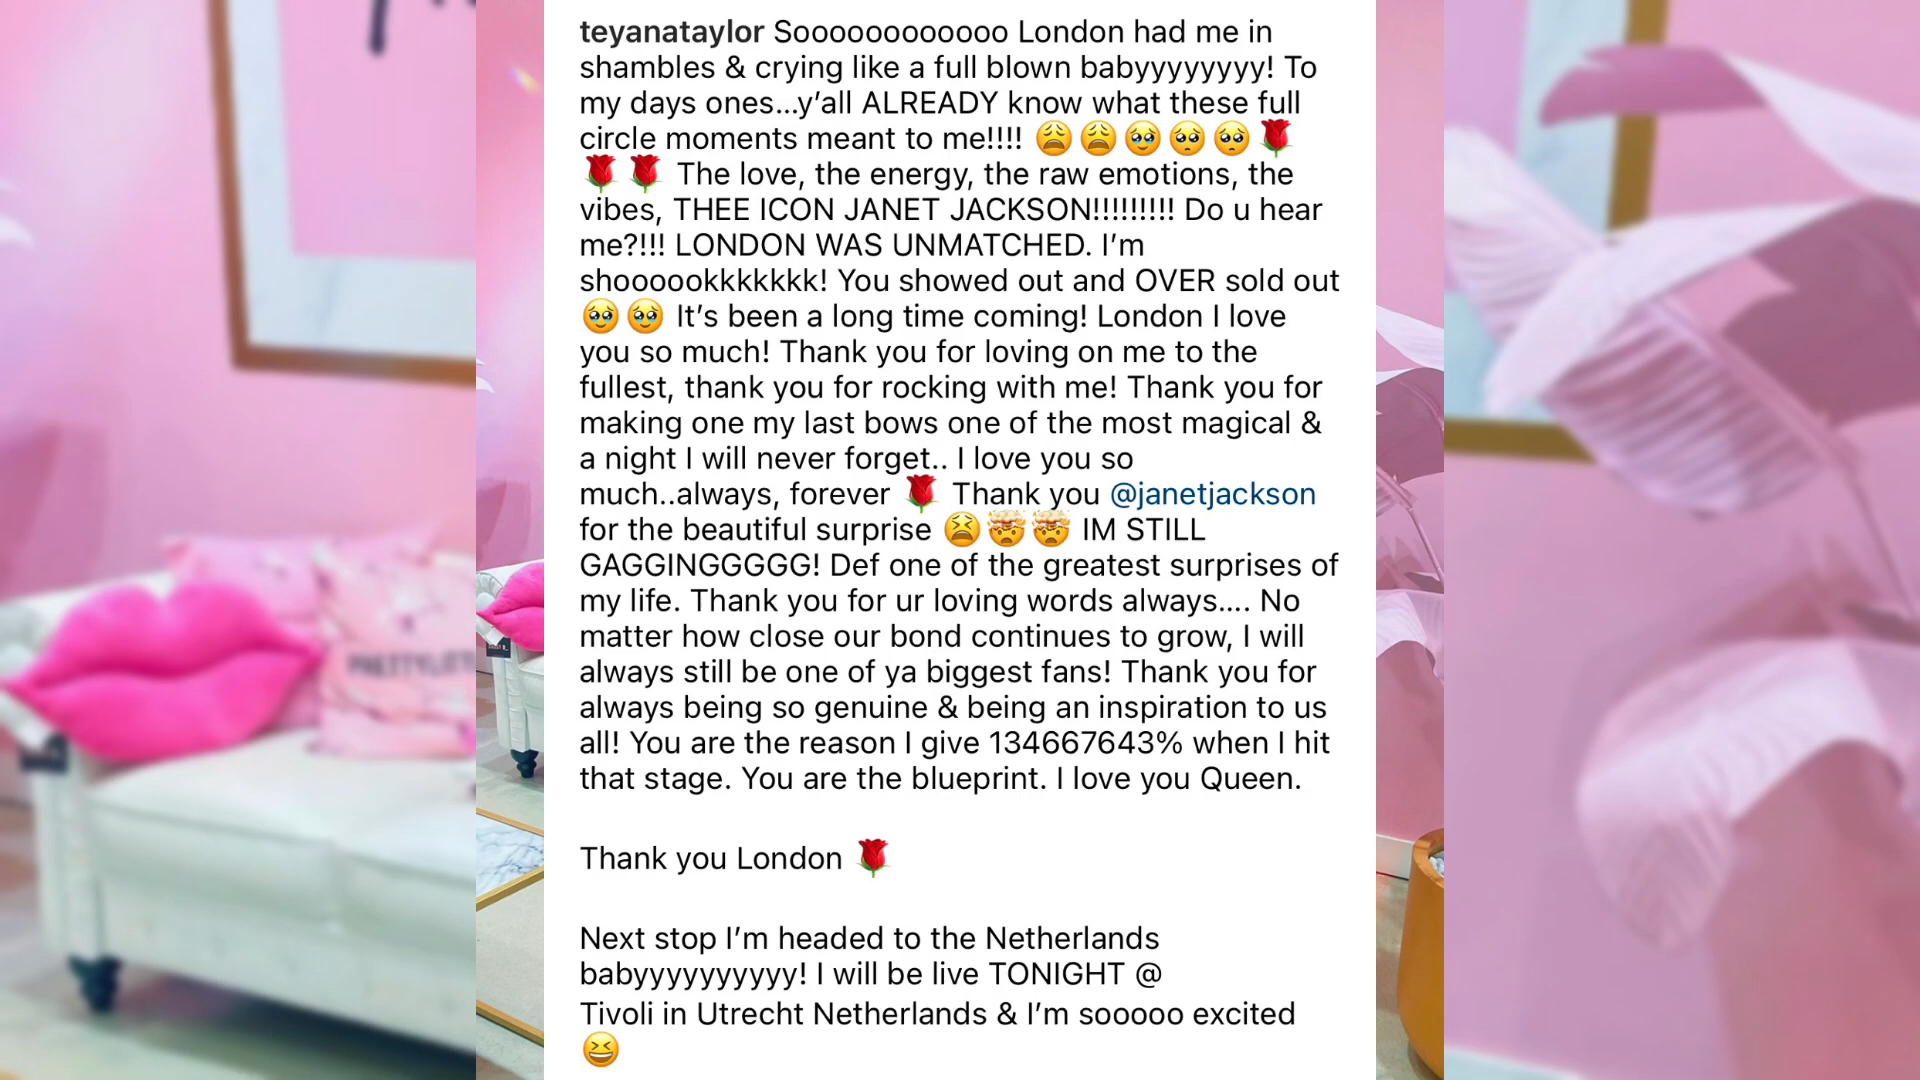 teyanataylor Soooooooooooo London had me in
shambles & crying like a full blown babyyyyyyyy! To
my days ones...y’all ALREADY know what these full
circle moments meant to me!!!! 😩😩🥹🥺🥺🌹
🌹🌹 The love, the energy, the raw emotions, the
vibes, THEE ICON JANET JACKSON!!!!!!!!! Do u hear
me?!!! LONDON WAS UNMATCHED. I’m
shoooookkkkkkk! You showed out and OVER sold out
🥹🥹 It’s been a long time coming! London I love
you so much! Thank you for loving on me to the
fullest, thank you for rocking with me! Thank you for
making one my last bows one of the most magical &
a night I will never forget.. I love you so
much..always, forever 🌹 Thank you @janetjackson
for the beautiful surprise 😫🤯🤯 IM STILL
GAGGINGGGGG! Def one of the greatest surprises of
my life. Thank you for ur loving words always.... No
matter how close our bond continues to grow, I will
always still be one of ya biggest fans! Thank you for
always being so genuine & being an inspiration to us
all! You are the reason I give 134667643% when I hit
that stage. You are the blueprint. I love you Queen.
Thank you London 🌹
Next stop I’m headed to the Netherlands
babyyyyyyyyyy! I will be live TONIGHT @
Tivoli in Utrecht Netherlands & I’m sooooo excited
😆